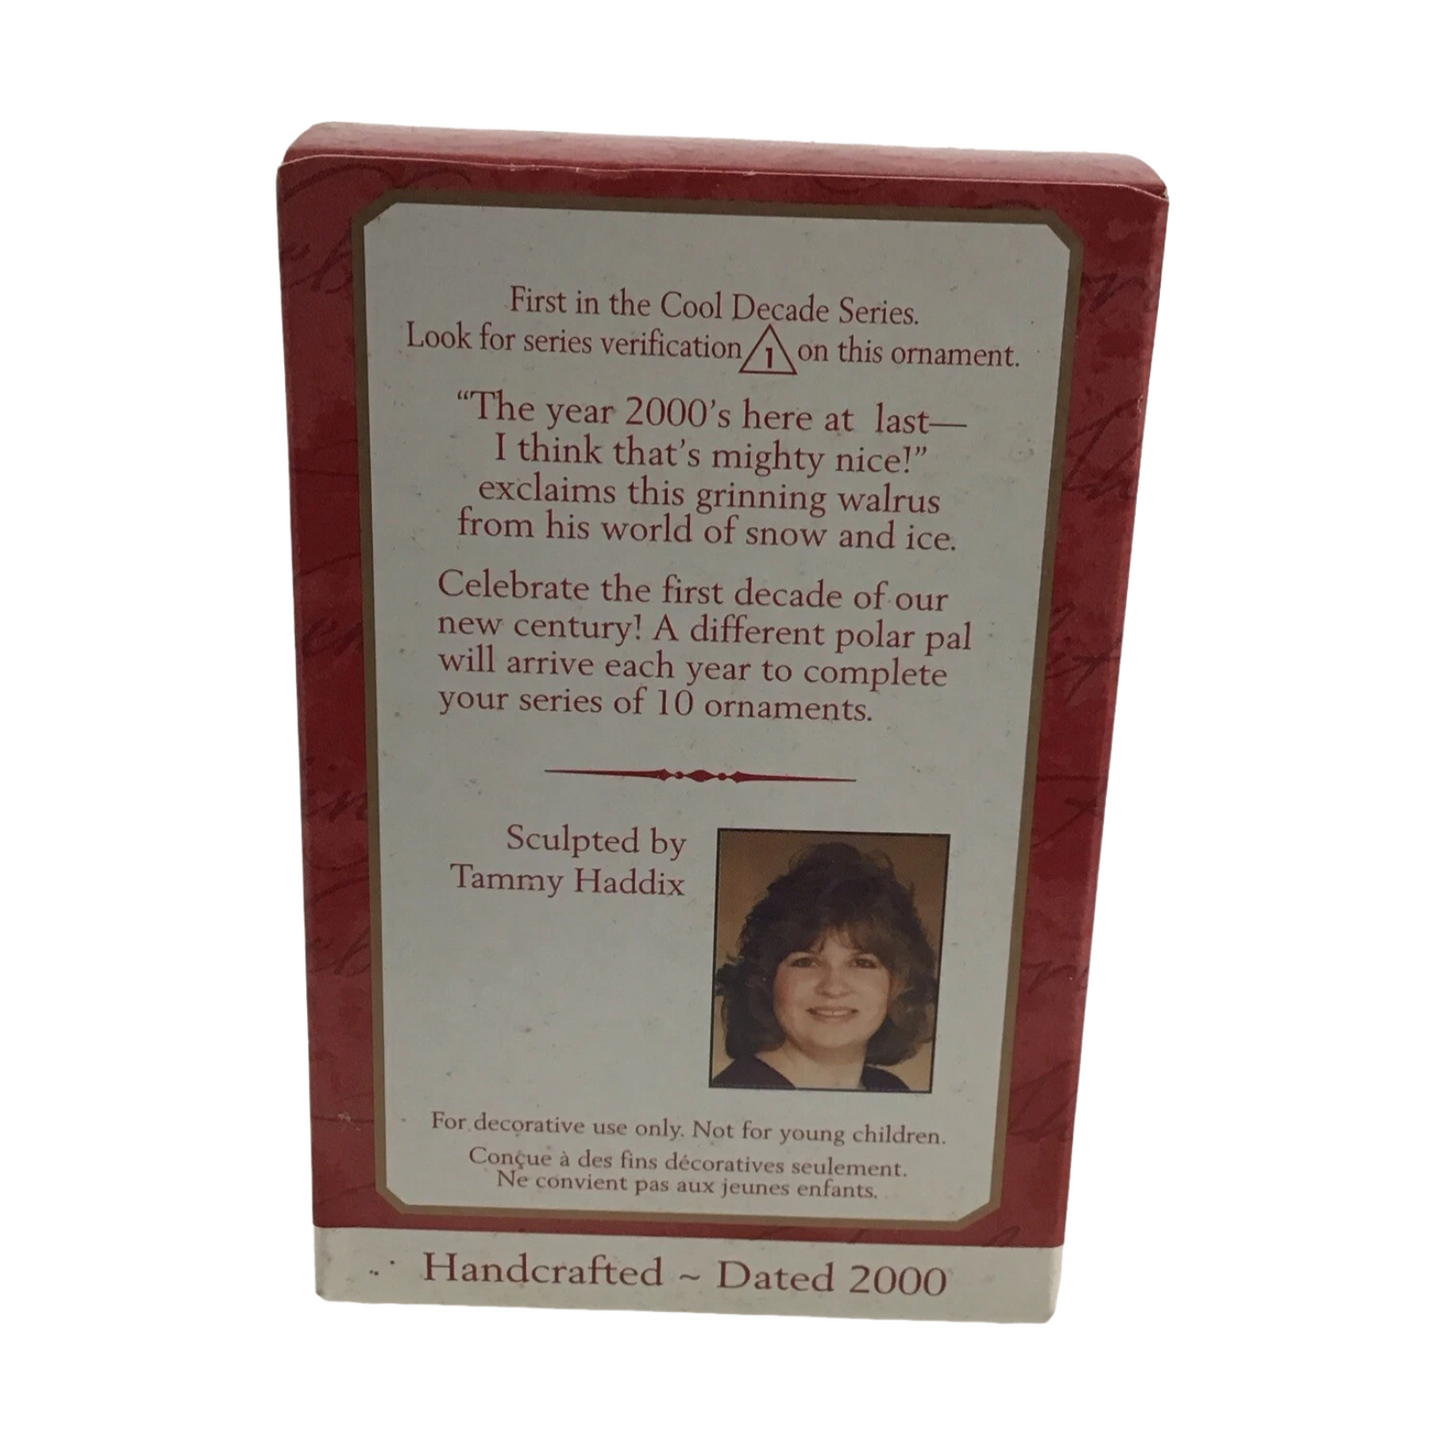 First in the Cool Decade Series.
Look for series verification 1 on this ornament.
“The year 2000’s here at last—
I think that’s mighty nice!”
exclaims this grinning walrus
from his world of snow and ice.
Celebrate the first decade of our
new century! A different polar pal
will arrive each year to complete
your series of 10 ornaments.
Sculpted by
Tammy Haddix
For decorative use only. Not for young children.
Conçue à des fins décoratives seulement.
Ne convient pas aux jeunes enfants.
Handcrafted ~ Dated 2000